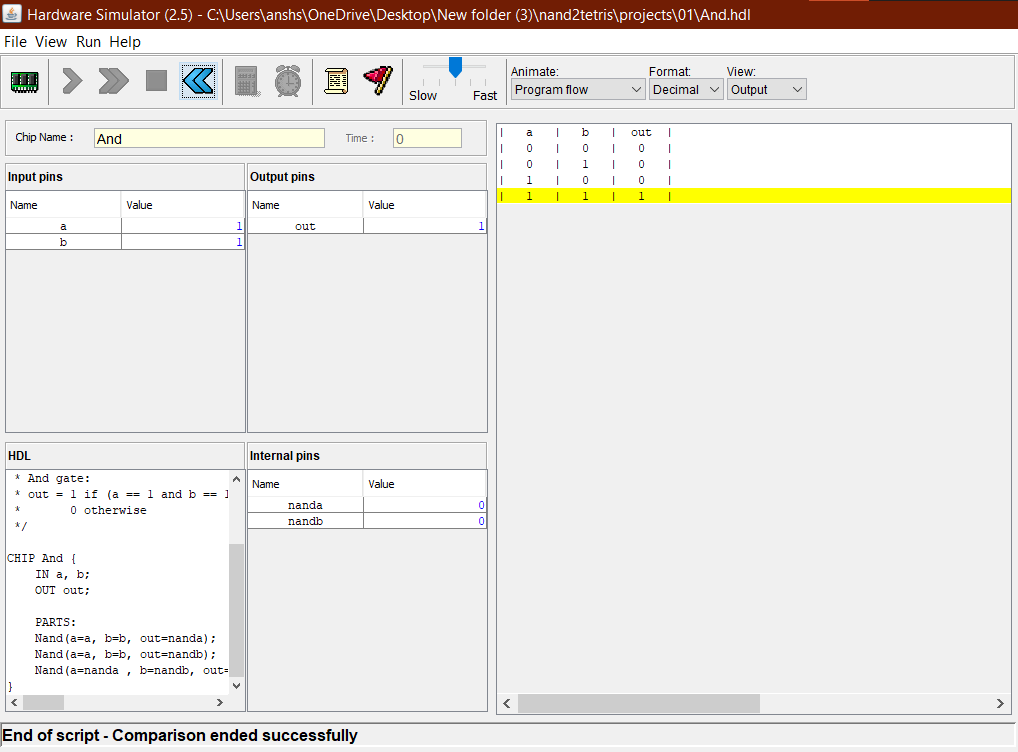 Hardware Simulator (2.5) - C:\Users\anshs\OneDrive\Desktop\New folder (3)\nand2tetris\projects\01\And.hdl
File View Run Help
Slow Fast
Animate: Format: View:
Program flow Decimal Output
Chip Name : And Time : 0
Input pins
Name Value
a 1
b 1
Output pins
Name Value
out 1
HDL
* And gate:
* out = 1 if (a == 1 and b == 1
* 0 otherwise
*/
CHIP And {
IN a, b;
OUT out;
PARTS:
Nand(a=a, b=b, out=nanda);
Nand(a=a, b=b, out=nandb);
Nand(a=nanda , b=nandb, out=
}
Internal pins
Name Value
nanda 0
nandb 0
| a | b | out |
| 0 | 0 | 0 |
| 0 | 1 | 0 |
| 1 | 0 | 0 |
| 1 | 1 | 1 |
End of script - Comparison ended successfully